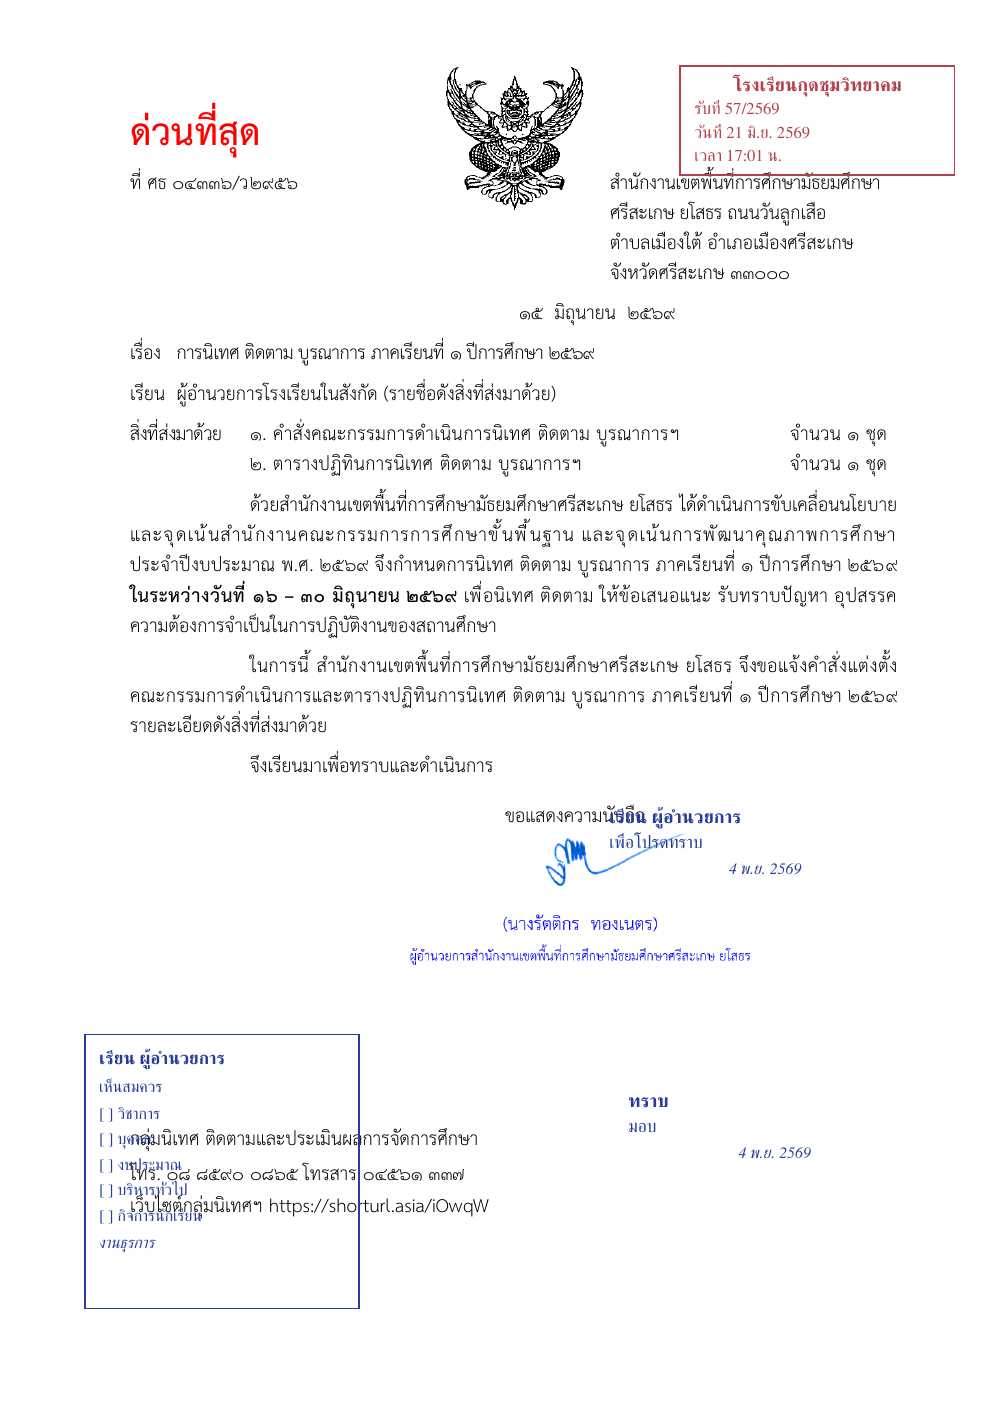 โรงเรียนกุดชุมวิทยาคม
รับที่ 57/2569
วันที่ 21 มิ.ย. 2569
เวลา 17:01 น.
ด่วนที่สุด
ที่ ศธ ๐๔๓๓๖/ว๒๙๕๖
สำนักงานเขตพื้นที่การศึกษามัธยมศึกษา
ศรีสะเกษ ยโสธร ถนนวันลูกเสือ
ตำบลเมืองใต้ อำเภอเมืองศรีสะเกษ
จังหวัดศรีสะเกษ ๓๓๐๐๐
๑๕ มิถุนายน ๒๕๖๙
เรื่อง การนิเทศ ติดตาม บูรณาการ ภาคเรียนที่ ๑ ปีการศึกษา ๒๕๖๙
เรียน ผู้อำนวยการโรงเรียนในสังกัด (รายชื่อดังสิ่งที่ส่งมาด้วย)
สิ่งที่ส่งมาด้วย ๑. คำสั่งคณะกรรมการดำเนินการนิเทศ ติดตาม บูรณาการฯ จำนวน ๑ ชุด
๒. ตารางปฏิทินการนิเทศ ติดตาม บูรณาการฯ จำนวน ๑ ชุด
ด้วยสำนักงานเขตพื้นที่การศึกษามัธยมศึกษาศรีสะเกษ ยโสธร ได้ดำเนินการขับเคลื่อนนโยบาย
และจุดเน้นสำนักงานคณะกรรมการการศึกษาขั้นพื้นฐาน และจุดเน้นการพัฒนาคุณภาพการศึกษา
ประจำปีงบประมาณ พ.ศ. ๒๕๖๙ จึงกำหนดการนิเทศ ติดตาม บูรณาการ ภาคเรียนที่ ๑ ปีการศึกษา ๒๕๖๙
ในระหว่างวันที่ ๑๖ – ๓๐ มิถุนายน ๒๕๖๙ เพื่อนิเทศ ติดตาม ให้ข้อเสนอแนะ รับทราบปัญหา อุปสรรค
ความต้องการจำเป็นในการปฏิบัติงานของสถานศึกษา
ในการนี้ สำนักงานเขตพื้นที่การศึกษามัธยมศึกษาศรีสะเกษ ยโสธร จึงขอแจ้งคำสั่งแต่งตั้ง
คณะกรรมการดำเนินการและตารางปฏิทินการนิเทศ ติดตาม บูรณาการ ภาคเรียนที่ ๑ ปีการศึกษา ๒๕๖๙
รายละเอียดดังสิ่งที่ส่งมาด้วย
จึงเรียนมาเพื่อทราบและดำเนินการ
ขอแสดงความนับถือ
เรียน ผู้อำนวยการ
เพื่อโปรดทราบ
4 พ.ย. 2569
(นางรัตติกร ทองเนตร)
ผู้อำนวยการสำนักงานเขตพื้นที่การศึกษามัธยมศึกษาศรีสะเกษ ยโสธร
เรียน ผู้อำนวยการ
เห็นสมควร
[ ] วิชาการ
[ ] บุคคล
[ ] งบประมาณ
[ ] บริหารทั่วไป
[ ] กิจการนักเรียน
งานธุรการ
ทราบ
มอบ
4 พ.ย. 2569
กลุ่มนิเทศ ติดตามและประเมินผลการจัดการศึกษา
โทร. ๐๘ ๘๕๙๐ ๐๘๖๕ โทรสาร ๐๔๕๖๑ ๓๓๗
เว็บไซต์กลุ่มนิเทศฯ https://shorturl.asia/iOwqW